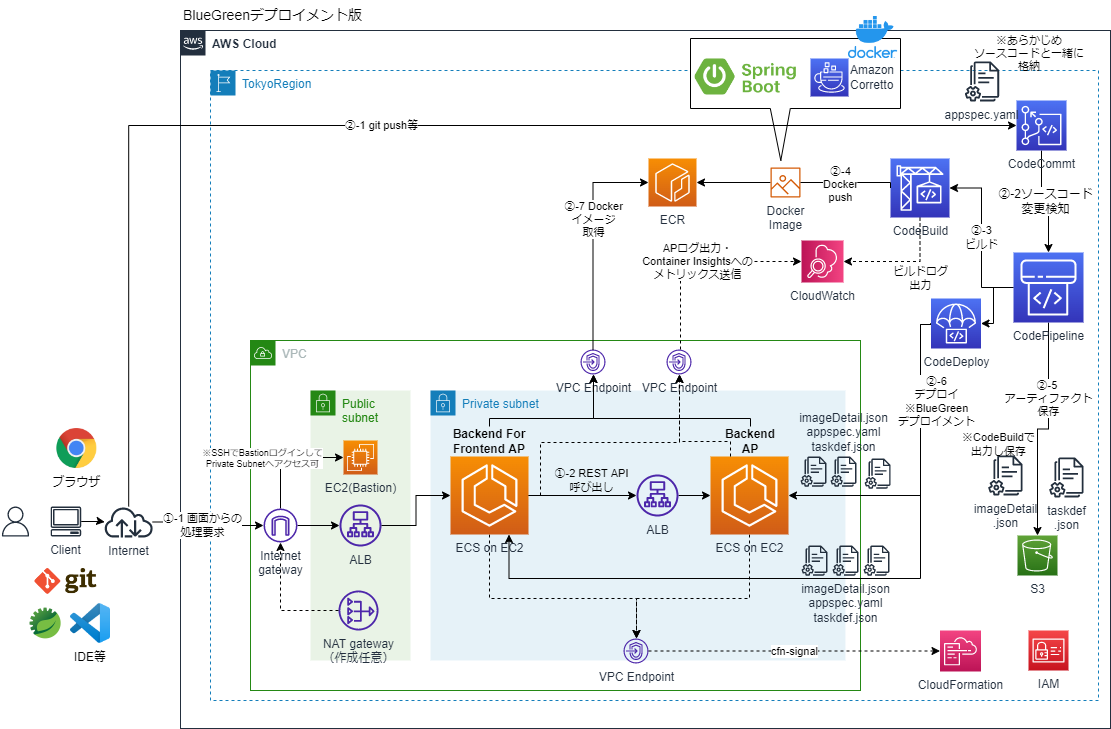 BlueGreenデプロイメント版
aws
AWS Cloud
TokyoRegion
docker
Spring
Boot
Amazon
Corretto
※あらかじめ
ソースコードと一緒に
格納
appspec.yaml
CodeCommt
②-1 git push等
②-2ソースコード
変更検知
②-3
ビルド
②-4
Docker
push
Docker
Image
ECR
CodeBuild
②-7 Docker
イメージ
取得
APログ出力・
Container Insightsへの
メトリックス送信
CloudWatch
ビルドログ
出力
CodePipeline
CodeDeploy
②-6
デプロイ
※BlueGreen
デプロイメント
②-5
アーティファクト
保存
※CodeBuildで
出力し保存
imageDetail
.json
taskdef
.json
S3
VPC
VPC Endpoint
VPC Endpoint
Public
subnet
Private subnet
※SSHでBastionログインして
Private Subnetへアクセス可
EC2(Bastion)
Backend For
Frontend AP
ECS on EC2
①-2 REST API
呼び出し
ALB
Backend
AP
ECS on EC2
imageDetail.json
appspec.yaml
taskdef.json
imageDetail.json
appspec.yaml
taskdef.json
ブラウザ
Client
Internet
①-1 画面からの
処理要求
Internet
gateway
ALB
NAT gateway
（作成任意）
git
IDE等
VPC Endpoint
cfn-signal
CloudFormation
IAM